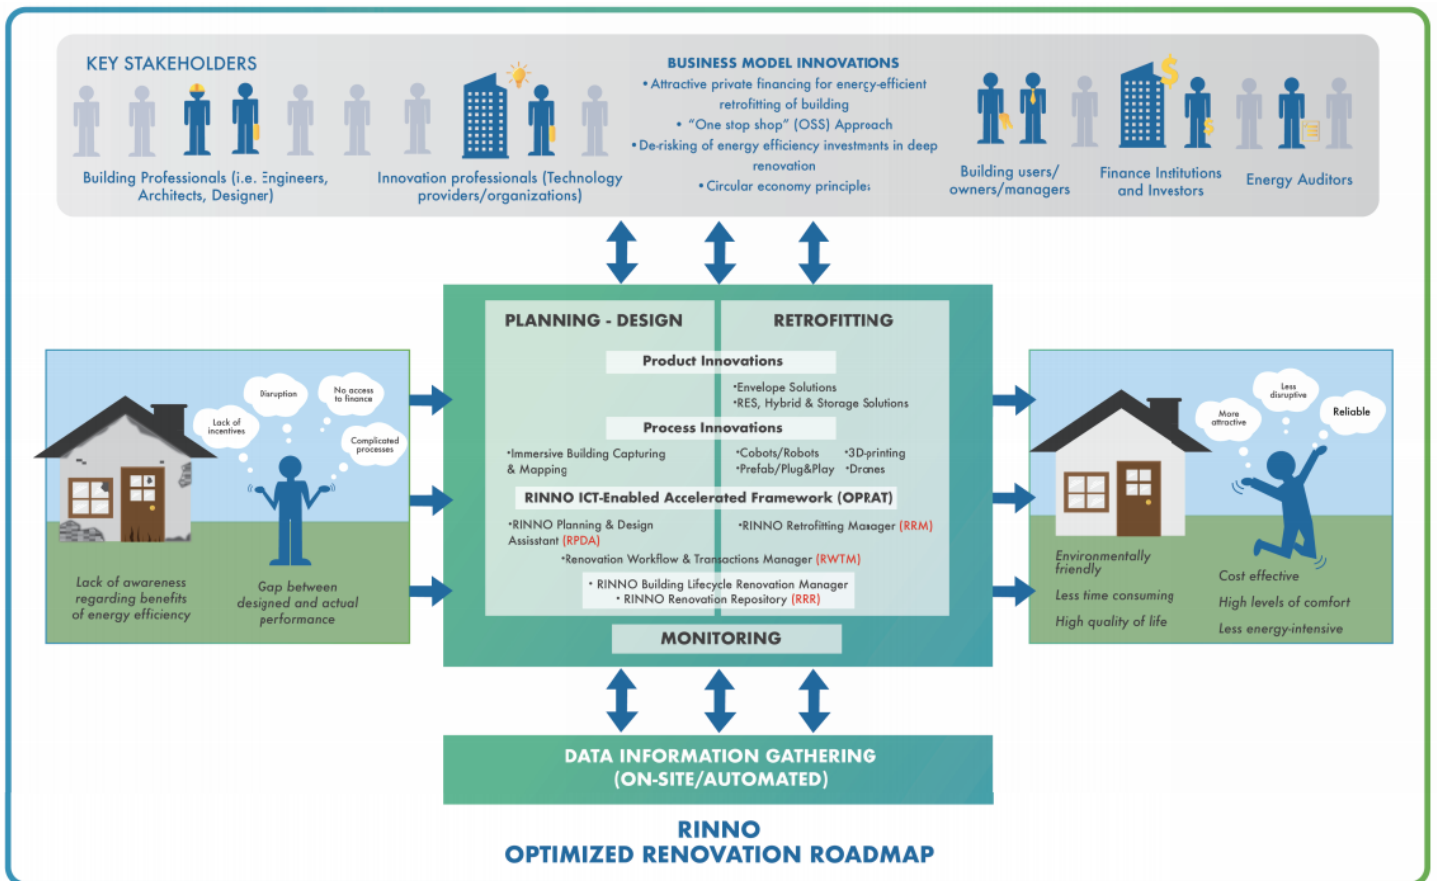 KEY STAKEHOLDERS
Building Professionals (i.e. Engineers,
Architects, Designer)
Innovation professionals (Technology
providers/organizations)
BUSINESS MODEL INNOVATIONS
• Attractive private financing for energy-efficient
retrofitting of building
• "One stop shop" (OSS) Approach
• De-risking of energy efficiency investments in deep
renovation
• Circular economy principles
Building users/
owners/managers
Finance Institutions
and Investors
Energy Auditors
Lack of
incentives
Disruption
No access
to finance
Complicated
processes
Lack of awareness
regarding benefits
of energy efficiency
Gap between
designed and actual
performance
PLANNING - DESIGN
RETROFITTING
Product Innovations
•Envelope Solutions
•RES, Hybrid & Storage Solutions
Process Innovations
•Immersive Building Capturing
& Mapping
•Cobots/Robots
•3D-printing
•Prefab/Plug&Play
•Drones
RINNO ICT-Enabled Accelerated Framework (OPRAT)
•RINNO Planning & Design
Assistant (RPDA)
•RINNO Retrofitting Manager (RRM)
•Renovation Workflow & Transactions Manager (RWTM)
• RINNO Building Lifecycle Renovation Manager
• RINNO Renovation Repository (RRR)
MONITORING
More
attractive
Less
disruptive
Reliable
Environmentally
friendly
Less time consuming
High quality of life
Cost effective
High levels of comfort
Less energy-intensive
DATA INFORMATION GATHERING
(ON-SITE/AUTOMATED)
RINNO
OPTIMIZED RENOVATION ROADMAP